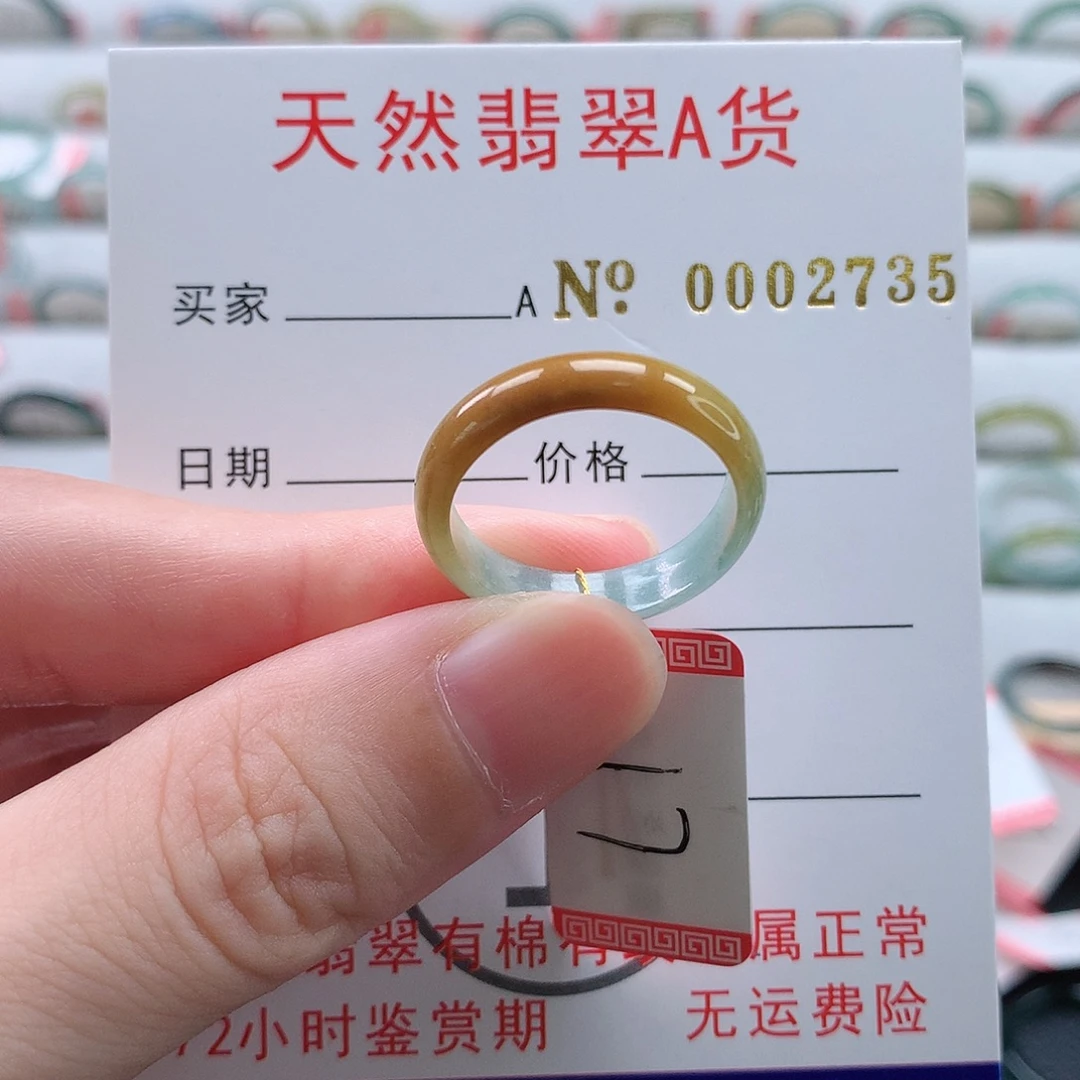 天然翡翠A货
买家 A № 0002735
日期 价格
翡翠有棉有 属正常
72小时鉴赏期 无运费险